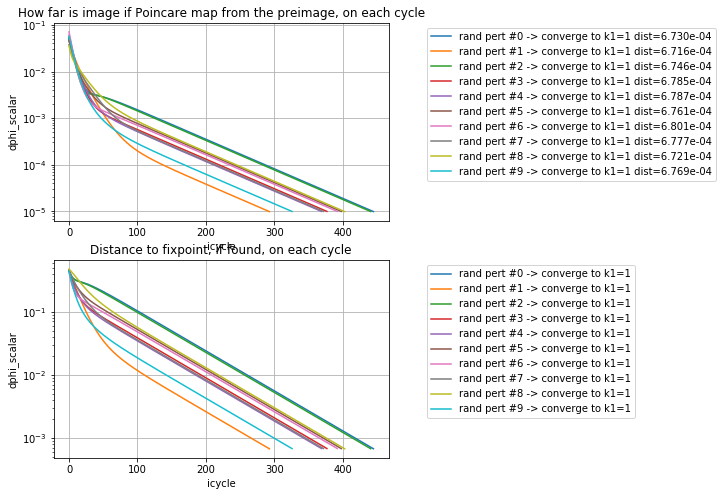 How far is image if Poincare map from the preimage, on each cycle
10⁻¹
10⁻²
10⁻³
10⁻⁴
10⁻⁵
dphi_scalar
0 100 200 300 400
icycle
rand pert #0 -> converge to k1=1 dist=6.730e-04
rand pert #1 -> converge to k1=1 dist=6.716e-04
rand pert #2 -> converge to k1=1 dist=6.746e-04
rand pert #3 -> converge to k1=1 dist=6.785e-04
rand pert #4 -> converge to k1=1 dist=6.787e-04
rand pert #5 -> converge to k1=1 dist=6.761e-04
rand pert #6 -> converge to k1=1 dist=6.801e-04
rand pert #7 -> converge to k1=1 dist=6.777e-04
rand pert #8 -> converge to k1=1 dist=6.721e-04
rand pert #9 -> converge to k1=1 dist=6.769e-04
Distance to fixpoint, if found, on each cycle
10⁻¹
10⁻²
10⁻³
dphi_scalar
0 100 200 300 400
icycle
rand pert #0 -> converge to k1=1
rand pert #1 -> converge to k1=1
rand pert #2 -> converge to k1=1
rand pert #3 -> converge to k1=1
rand pert #4 -> converge to k1=1
rand pert #5 -> converge to k1=1
rand pert #6 -> converge to k1=1
rand pert #7 -> converge to k1=1
rand pert #8 -> converge to k1=1
rand pert #9 -> converge to k1=1